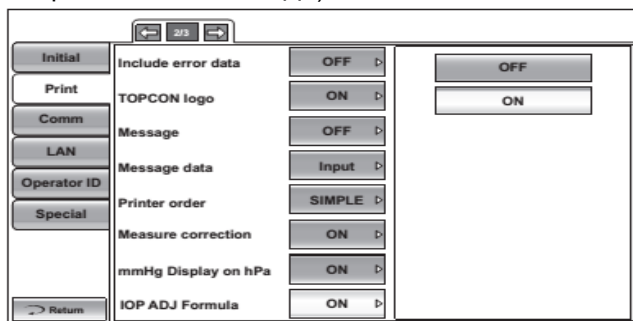 2/3
Initial
Print
Comm
LAN
Operator ID
Special
Return
Include error data OFF
TOPCON logo ON
Message OFF
Message data Input
Printer order SIMPLE
Measure correction ON
mmHg Display on hPa ON
IOP ADJ Formula ON
OFF
ON